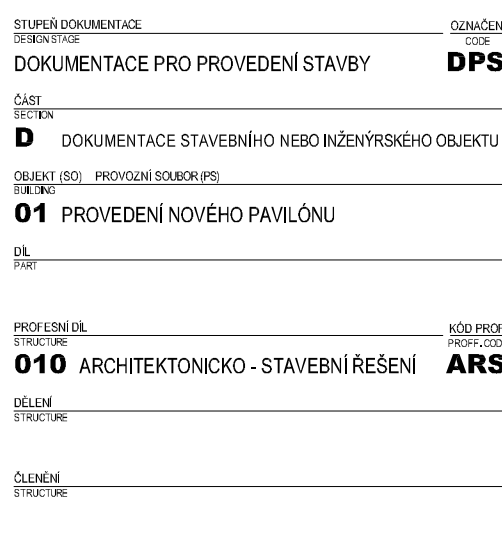 STUPEŇ DOKUMENTACE OZNAČEN
DESIGN STAGE CODE
DOKUMENTACE PRO PROVEDENÍ STAVBY DPS
ČÁST
SECTION
D DOKUMENTACE STAVEBNÍHO NEBO INŽENÝRSKÉHO OBJEKTU
OBJEKT (SO) PROVOZNÍ SOUBOR (PS)
BUILDING
01 PROVEDENÍ NOVÉHO PAVILÓNU
DÍL
PART
PROFESNÍ DÍL KÓD PROF
STRUCTURE PROFF.COD
010 ARCHITEKTONICKO - STAVEBNÍ ŘEŠENÍ ARS
DĚLENÍ
STRUCTURE
ČLENĚNÍ
STRUCTURE